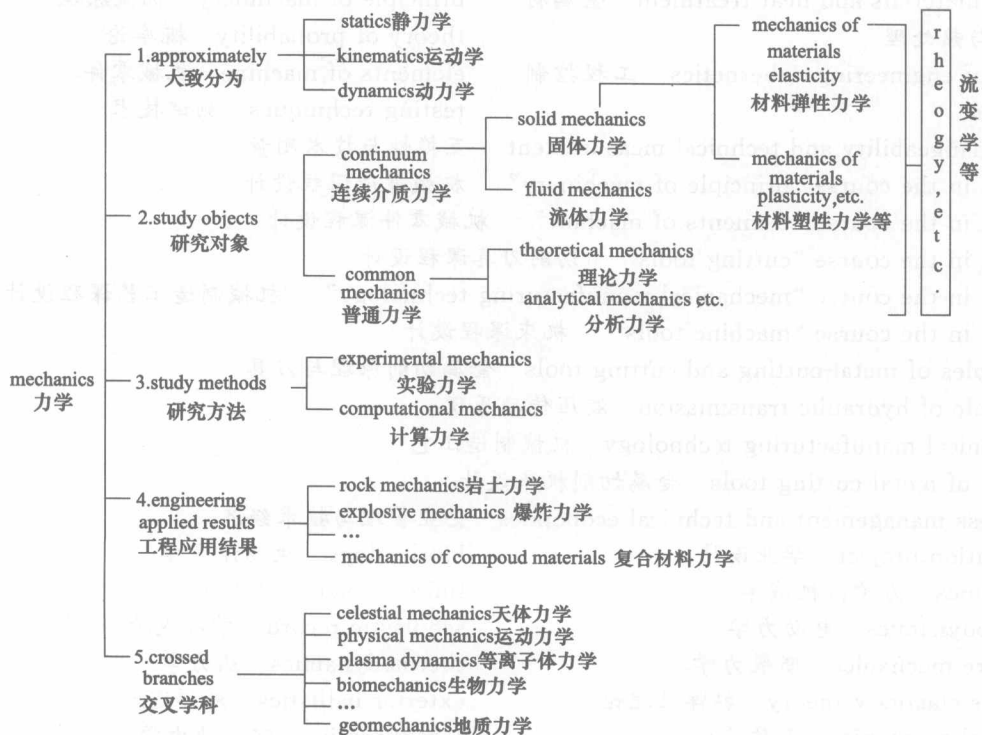 mechanics
力学
1.approximately
大致分为
statics静力学
kinematics运动学
dynamics动力学
2.study objects
研究对象
continuum
mechanics
连续介质力学
solid mechanics
固体力学
mechanics of
materials
elasticity
材料弹性力学
mechanics of
materials
plasticity,etc.
材料塑性力学等
rheogy,etc.
流变学等
fluid mechanics
流体力学
common
mechanics
普通力学
theoretical mechanics
理论力学
analytical mechanics etc.
分析力学
3.study methods
研究方法
experimental mechanics
实验力学
computational mechanics
计算力学
4.engineering
applied results
工程应用结果
rock mechanics岩土力学
explosive mechanics 爆炸力学
…
mechanics of compoud materials 复合材料力学
5.crossed
branches
交叉学科
celestial mechanics天体力学
physical mechanics运动力学
plasma dynamics等离子体力学
biomechanics生物力学
…
geomechanics地质力学